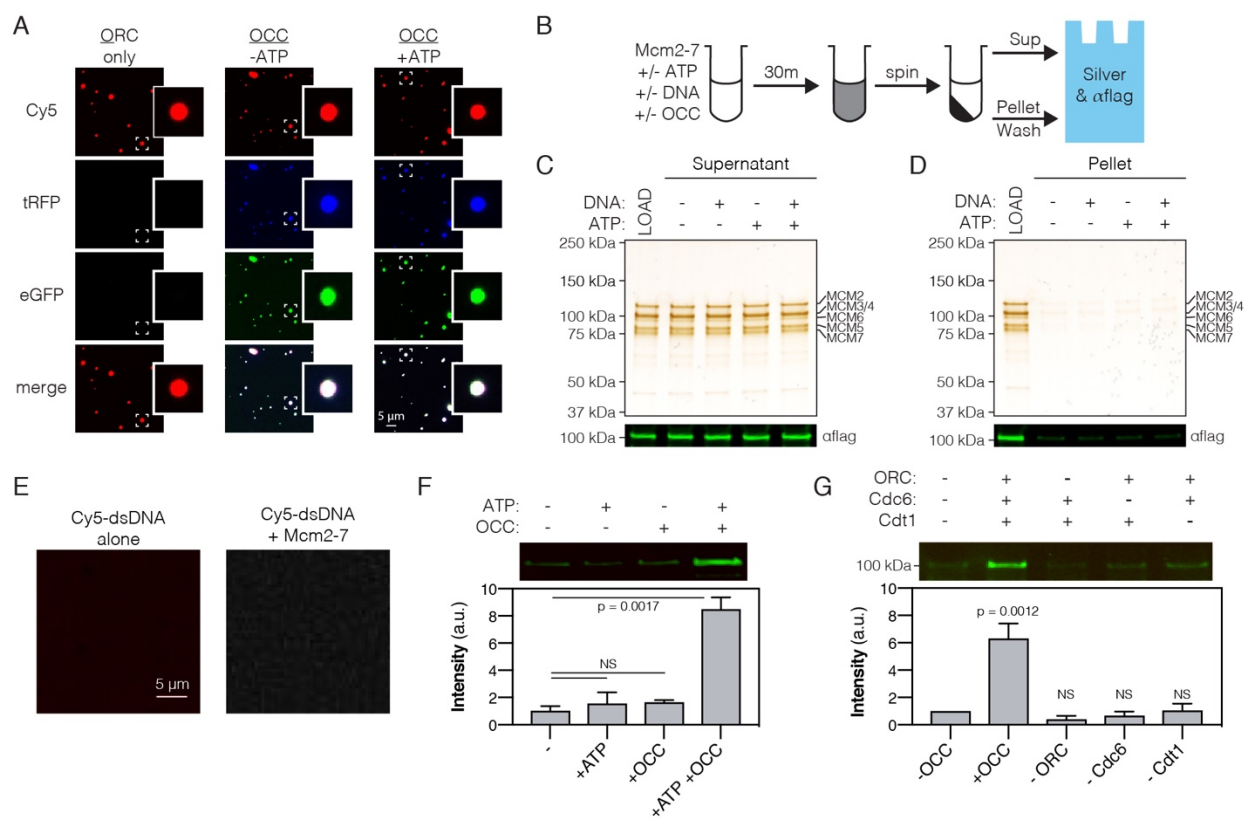 A
ORC only
OCC -ATP
OCC +ATP
Cy5
tRFP
eGFP
merge
5 µm
B
Mcm2-7
+/- ATP
+/- DNA
+/- OCC
30m
spin
Sup
Pellet
Wash
Silver
& αflag
C
Supernatant
DNA: - + - +
ATP: - - + +
LOAD
250 kDa
150 kDa
100 kDa
75 kDa
50 kDa
37 kDa
100 kDa
MCM2
MCM3/4
MCM6
MCM5
MCM7
αflag
D
Pellet
DNA: - + - +
ATP: - - + +
LOAD
250 kDa
150 kDa
100 kDa
75 kDa
50 kDa
37 kDa
100 kDa
MCM2
MCM3/4
MCM6
MCM5
MCM7
αflag
E
Cy5-dsDNA
alone
Cy5-dsDNA
+ Mcm2-7
5 µm
F
ATP: - + - +
OCC: - - + +
Intensity (a.u.)
10
8
6
4
2
0
p = 0.0017
NS
-
+ATP
+OCC
+ATP +OCC
G
ORC: - + - + +
Cdc6: - + + - +
Cdt1 - + + + -
100 kDa
Intensity (a.u.)
10
8
6
4
2
0
p = 0.0012
NS
NS
NS
-OCC
+OCC
- ORC
- Cdc6
- Cdt1